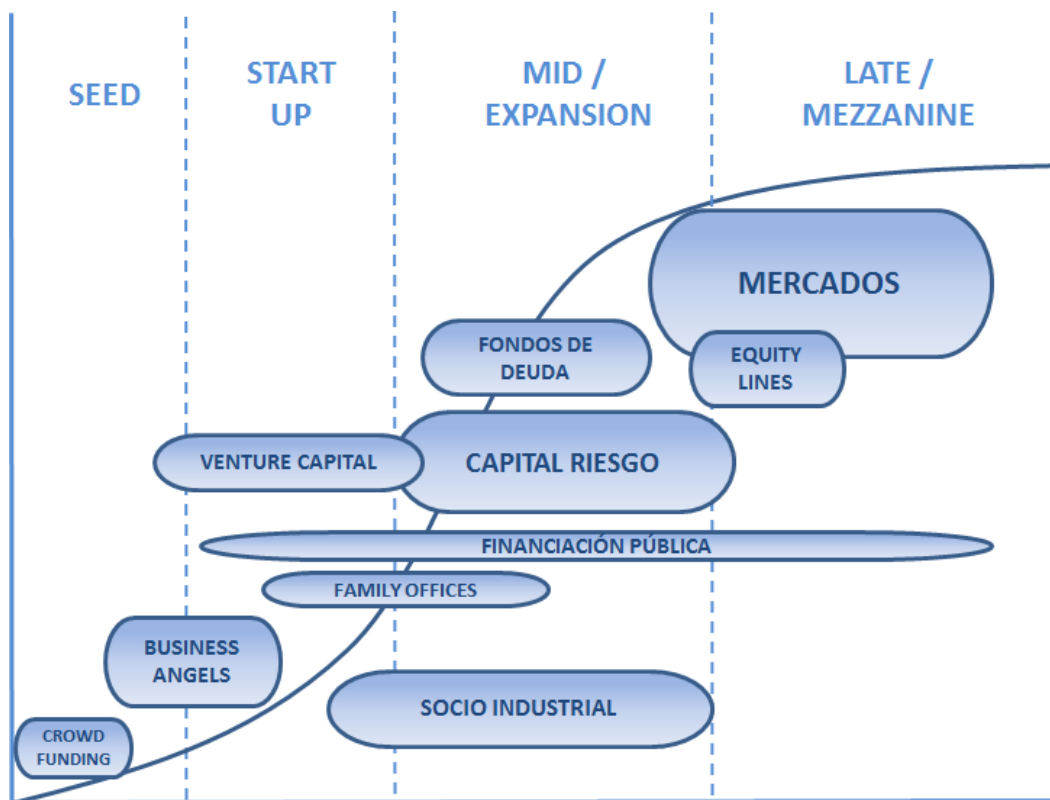 SEED
START
UP
MID /
EXPANSION
LATE /
MEZZANINE
MERCADOS
FONDOS DE
DEUDA
EQUITY
LINES
VENTURE CAPITAL
CAPITAL RIESGO
FINANCIACIÓN PÚBLICA
FAMILY OFFICES
BUSINESS
ANGELS
SOCIO INDUSTRIAL
CROWD
FUNDING